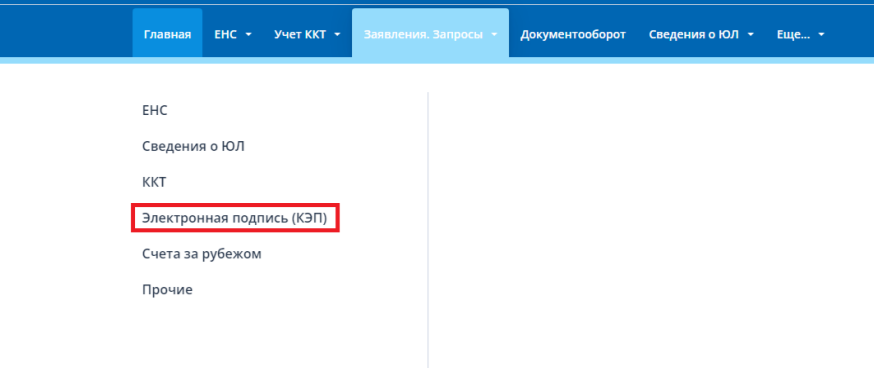 Главная ЕНС Учет ККТ Заявления. Запросы Документооборот Сведения о ЮЛ Еще...
ЕНС
Сведения о ЮЛ
ККТ
Электронная подпись (КЭП)
Счета за рубежом
Прочие